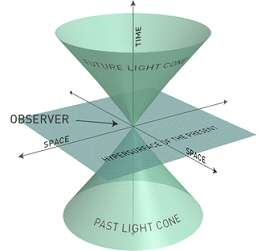 TIME
FUTURE LIGHT CONE
OBSERVER
SPACE
HYPERSURFACE OF THE PRESENT
SPACE
PAST LIGHT CONE